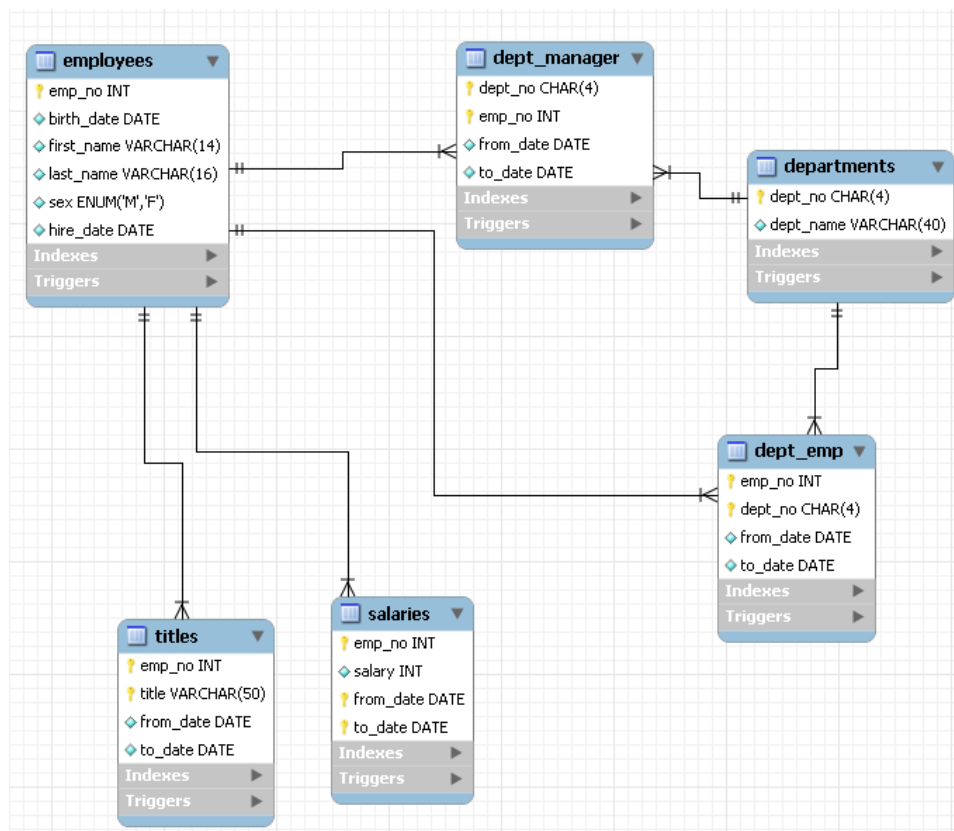 employees
emp_no INT
birth_date DATE
first_name VARCHAR(14)
last_name VARCHAR(16)
sex ENUM('M','F')
hire_date DATE
Indexes
Triggers
dept_manager
dept_no CHAR(4)
emp_no INT
from_date DATE
to_date DATE
Indexes
Triggers
departments
dept_no CHAR(4)
dept_name VARCHAR(40)
Indexes
Triggers
dept_emp
emp_no INT
dept_no CHAR(4)
from_date DATE
to_date DATE
Indexes
Triggers
titles
emp_no INT
title VARCHAR(50)
from_date DATE
to_date DATE
Indexes
Triggers
salaries
emp_no INT
salary INT
from_date DATE
to_date DATE
Indexes
Triggers